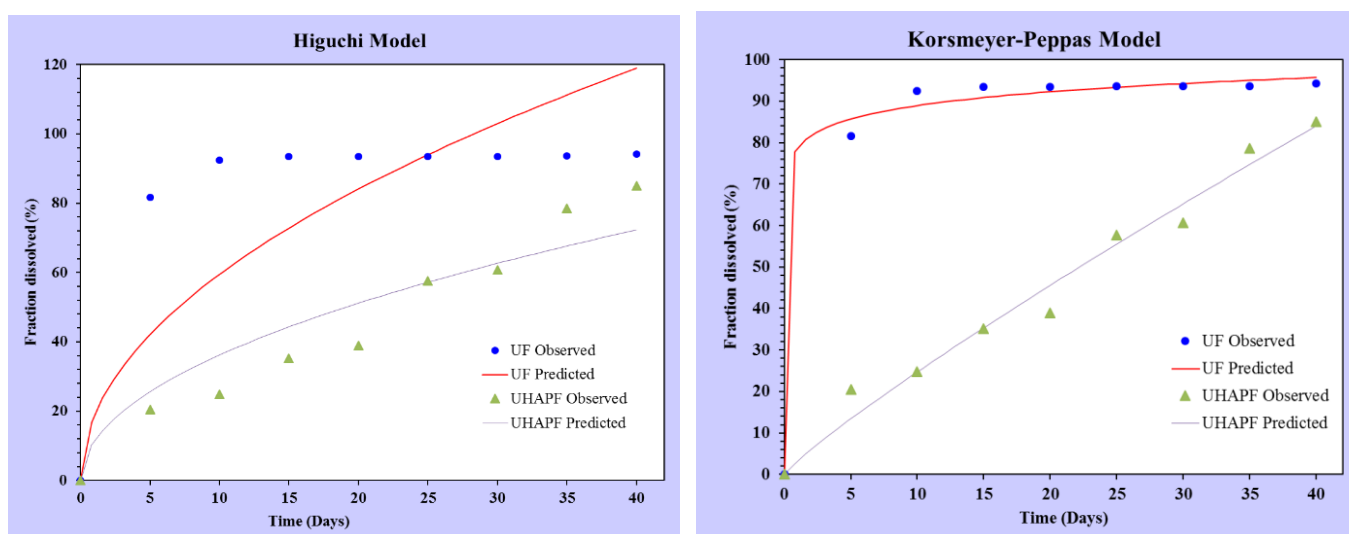 Higuchi Model
120
100
80
60
40
20
0
Fraction dissolved (%)
0 5 10 15 20 25 30 35 40
Time (Days)
UF Observed
UF Predicted
UHAPF Observed
UHAPF Predicted
Korsmeyer-Peppas Model
100
90
80
70
60
50
40
30
20
10
0
Fraction dissolved (%)
0 5 10 15 20 25 30 35 40
Time (Days)
UF Observed
UF Predicted
UHAPF Observed
UHAPF Predicted